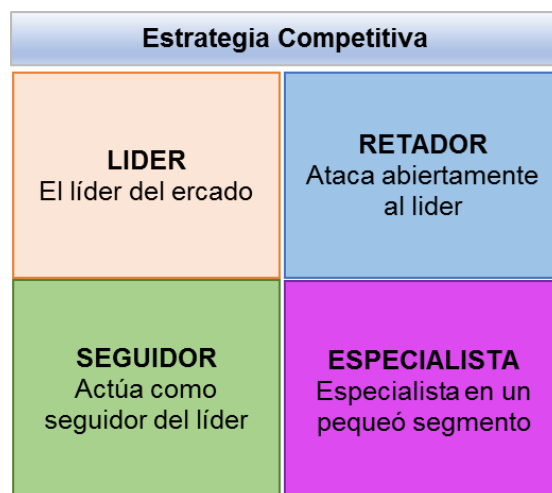 Estrategia Competitiva
LIDER
El líder del ercado
RETADOR
Ataca abiertamente
al lider
SEGUIDOR
Actúa como
seguidor del líder
ESPECIALISTA
Especialista en un
pequeó segmento